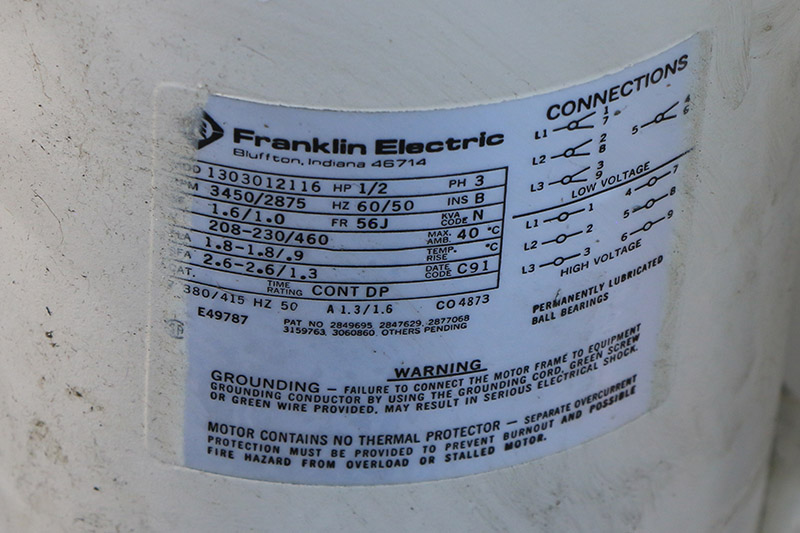 Franklin Electric
Bluffton, Indiana 46714
1303012116 HP 1/2 PH 3
3450/2875 HZ 60/50 INS B
1.6/1.0 FR 56J KVA CODE N
208-230/460 MAX. AMB. 40 °C
1.8-1.8/.9 TEMP. RISE °C
2.6-2.6/1.3 DATE CODE C91
TIME RATING CONT DP
380/415 HZ 50 A 1.3/1.6 CO4873
E49787 PAT NO 2849695 2847629, 2877068
3159763, 3060860 OTHERS PENDING
CONNECTIONS
L1 1 7 5 4 6
L2 2 8
L3 3 9
LOW VOLTAGE
L1 1 4 7
L2 2 5 8
L3 3 6 9
HIGH VOLTAGE
PERMANENTLY LUBRICATED
BALL BEARINGS
WARNING
GROUNDING – FAILURE TO CONNECT THE MOTOR FRAME TO EQUIPMENT
GROUNDING CONDUCTOR BY USING THE GROUNDING CORD, GREEN SCREW
OR GREEN WIRE PROVIDED, MAY RESULT IN SERIOUS ELECTRICAL SHOCK.
MOTOR CONTAINS NO THERMAL PROTECTOR – SEPARATE OVERCURRENT
PROTECTION MUST BE PROVIDED TO PREVENT BURNOUT AND POSSIBLE
FIRE HAZARD FROM OVERLOAD OR STALLED MOTOR.